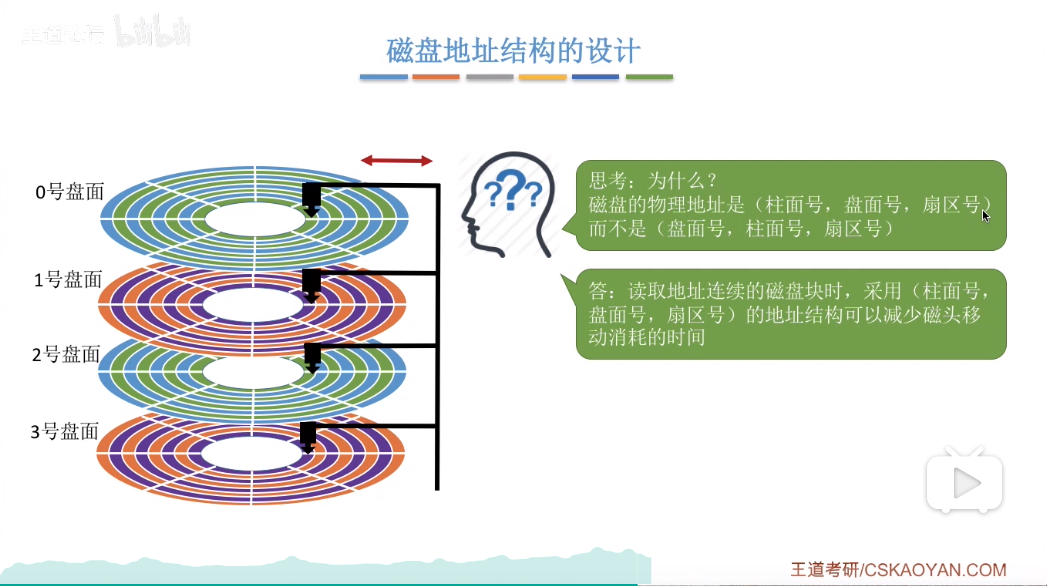 王道考研 bilibili
磁盘地址结构的设计
0号盘面
1号盘面
2号盘面
3号盘面
???
思考：为什么？
磁盘的物理地址是（柱面号，盘面号，扇区号）
而不是（盘面号，柱面号，扇区号）
答：读取地址连续的磁盘块时，采用（柱面号，
盘面号，扇区号）的地址结构可以减少磁头移
动消耗的时间
王道考研/CSKAOYAN.COM